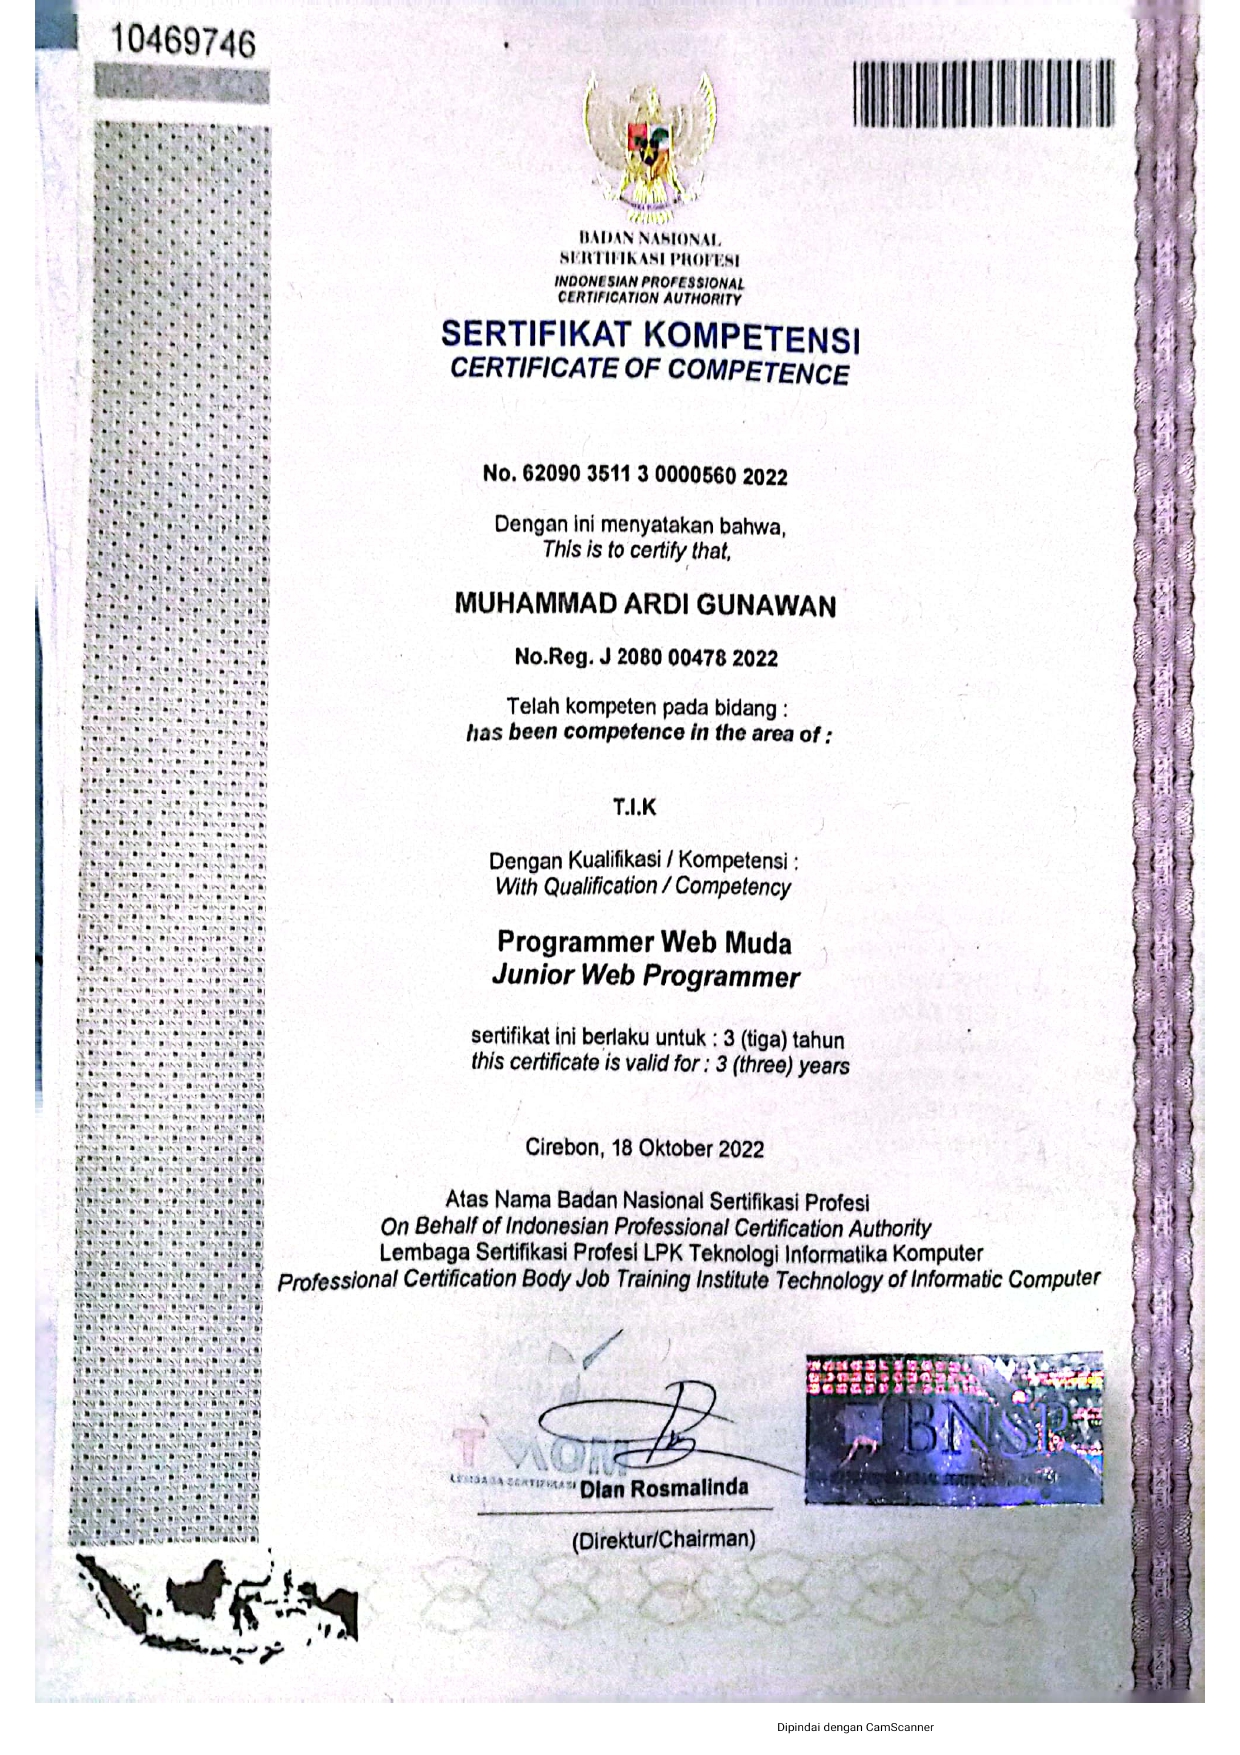 10469746
BADAN NASIONAL
SERTIFIKASI PROFESI
INDONESIAN PROFESSIONAL
CERTIFICATION AUTHORITY
SERTIFIKAT KOMPETENSI
CERTIFICATE OF COMPETENCE
No. 62090 3511 3 0000560 2022
Dengan ini menyatakan bahwa,
This is to certify that,
MUHAMMAD ARDI GUNAWAN
No.Reg. J 2080 00478 2022
Telah kompeten pada bidang :
has been competence in the area of :
T.I.K
Dengan Kualifikasi / Kompetensi :
With Qualification / Competency
Programmer Web Muda
Junior Web Programmer
sertifikat ini berlaku untuk : 3 (tiga) tahun
this certificate is valid for : 3 (three) years
Cirebon, 18 Oktober 2022
Atas Nama Badan Nasional Sertifikasi Profesi
On Behalf of Indonesian Professional Certification Authority
Lembaga Sertifikasi Profesi LPK Teknologi Informatika Komputer
Professional Certification Body Job Training Institute Technology of Informatic Computer
BNSP
LEMBAGA SERTIFIKASI
Dian Rosmalinda
(Direktur/Chairman)
Dipindai dengan CamScanner